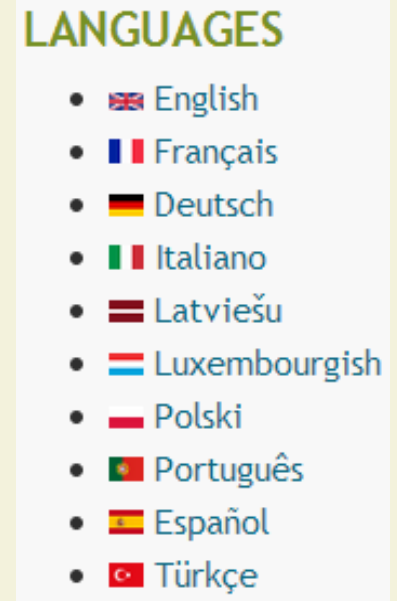 LANGUAGES
English
Français
Deutsch
Italiano
Latviešu
Luxembourgish
Polski
Português
Español
Türkçe